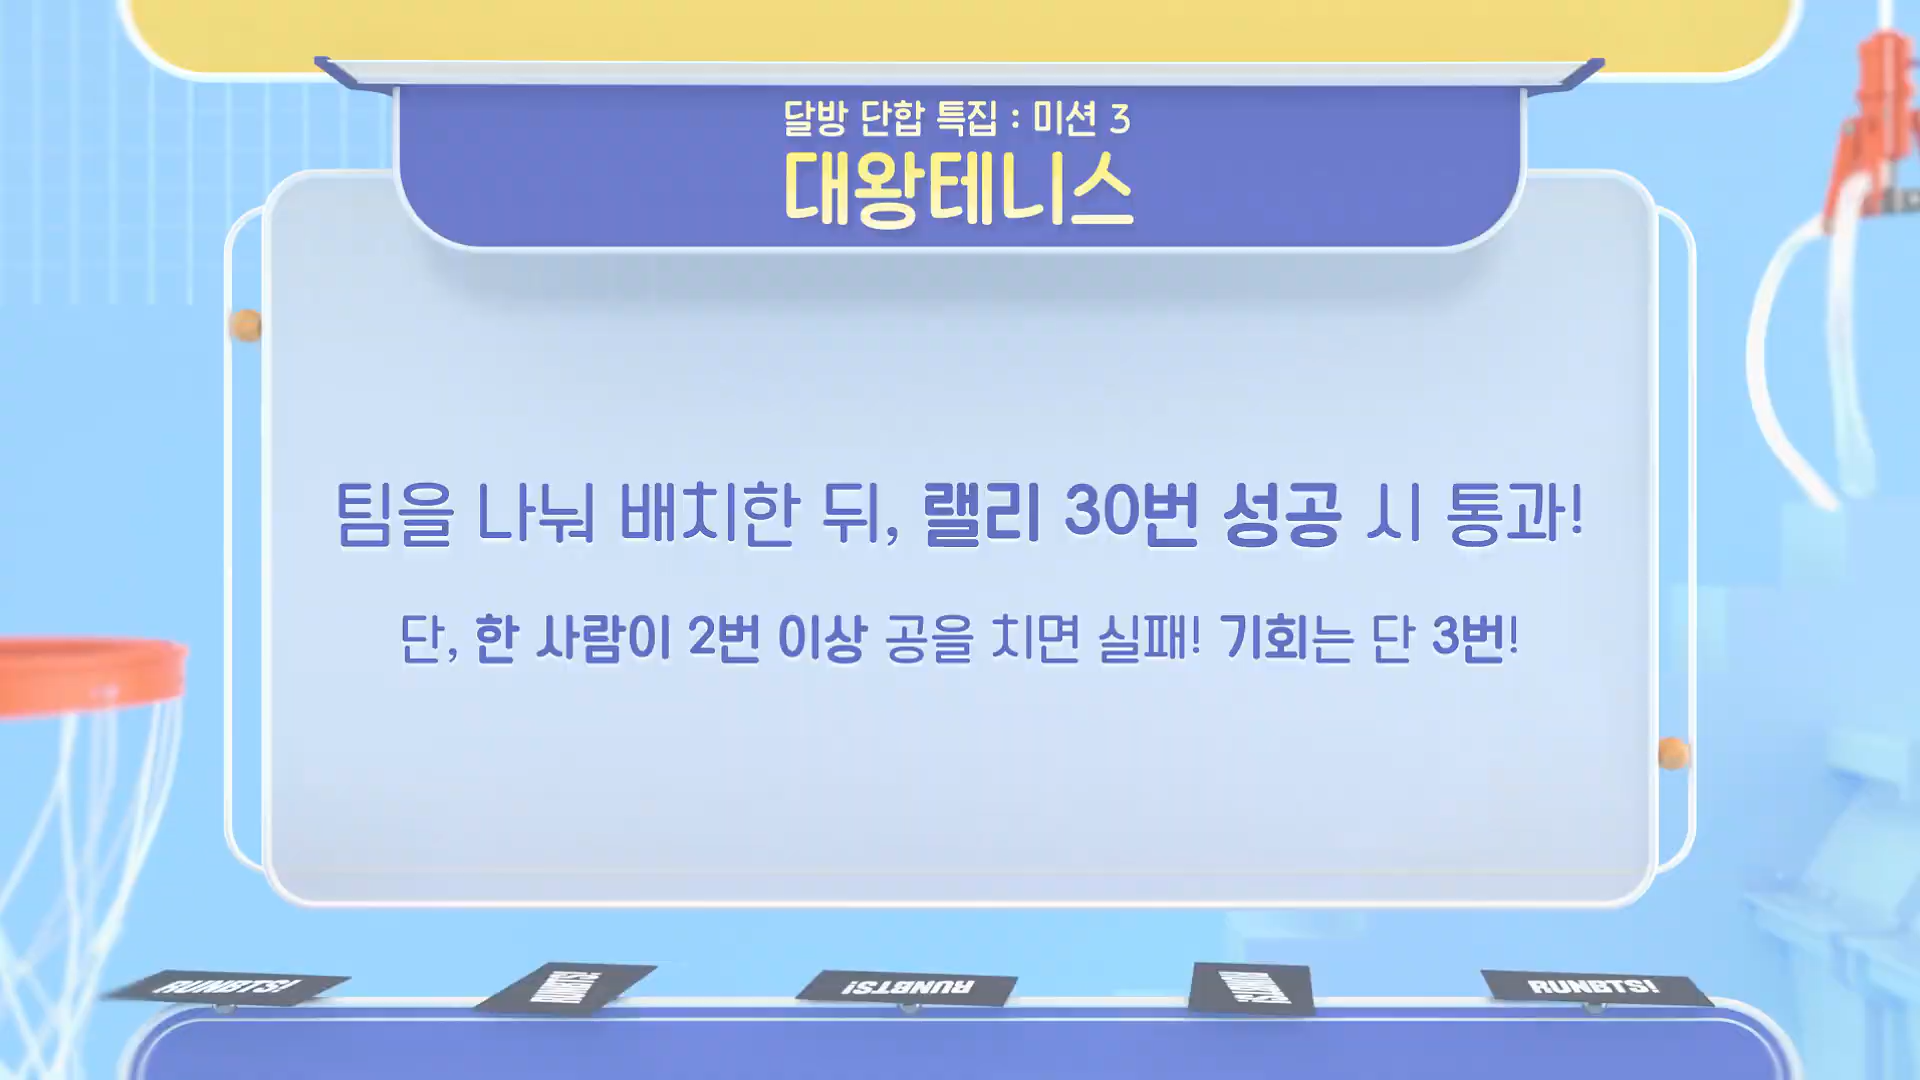 달방 단합 특집 : 미션 3
대왕테니스
팀을 나눠 배치한 뒤, 랠리 30번 성공 시 통과!
단, 한 사람이 2번 이상 공을 치면 실패! 기회는 단 3번!
RUNBTS!
RUNBTS!
RUNBTS!
RUNBTS!
RUNBTS!